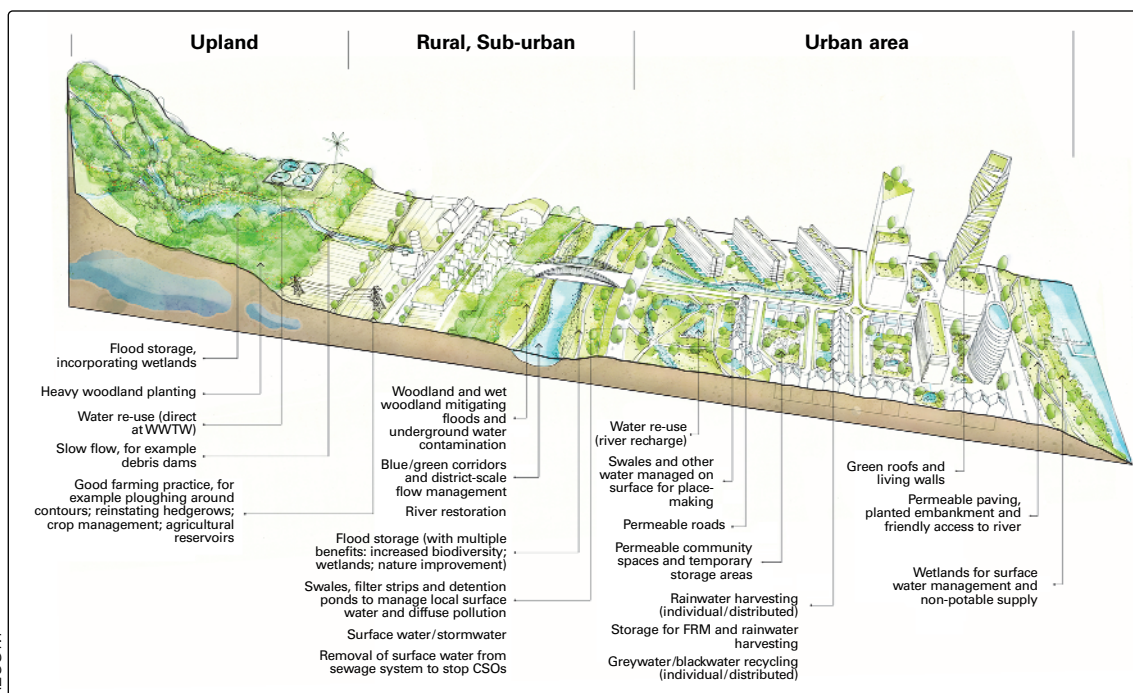 Upland
Rural, Sub-urban
Urban area
Flood storage,
incorporating wetlands
Heavy woodland planting
Water re-use (direct
at WWTW)
Slow flow, for example
debris dams
Good farming practice, for
example ploughing around
contours; reinstating hedgerows;
crop management; agricultural
reservoirs
Woodland and wet
woodland mitigating
floods and
underground water
contamination
Blue/green corridors
and district-scale
flow management
River restoration
Flood storage (with multiple
benefits: increased biodiversity;
wetlands; nature improvement)
Swales, filter strips and detention
ponds to manage local surface
water and diffuse pollution
Surface water/stormwater
Removal of surface water from
sewage system to stop CSOs
Water re-use
(river recharge)
Swales and other
water managed on
surface for place-
making
Permeable roads
Permeable community
spaces and temporary
storage areas
Rainwater harvesting
(individual/distributed)
Storage for FRM and rainwater
harvesting
Greywater/blackwater recycling
(individual/distributed)
Green roofs and
living walls
Permeable paving,
planted embankment and
friendly access to river
Wetlands for surface
water management and
non-potable supply